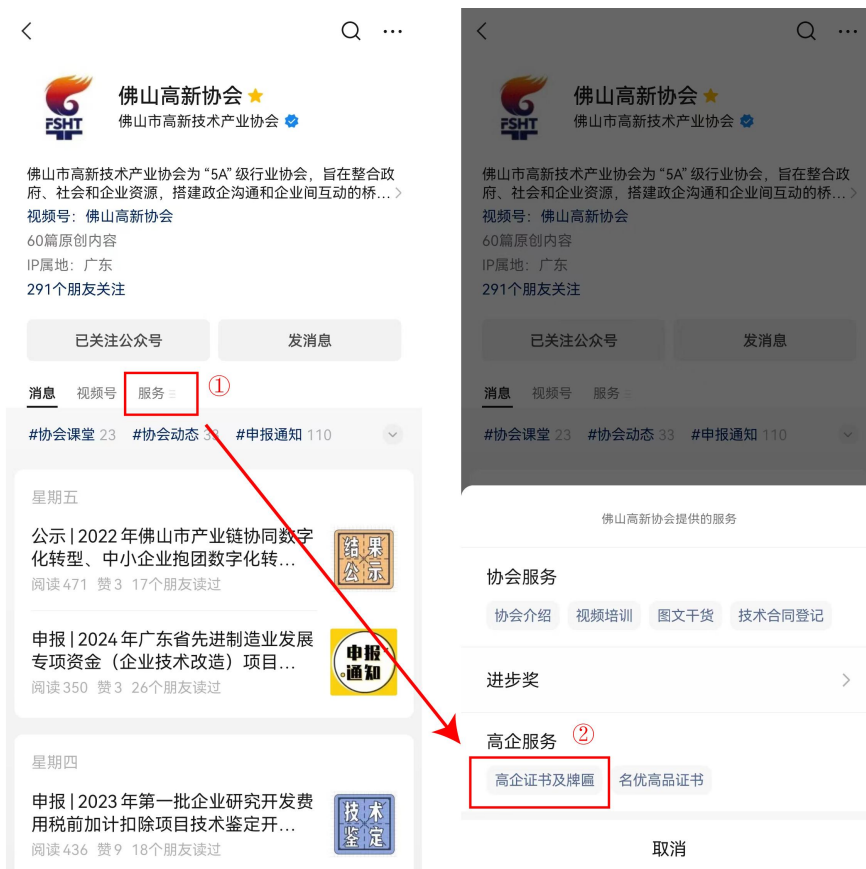 佛山高新协会
FSHT
佛山市高新技术产业协会
佛山市高新技术产业协会为“5A”级行业协会，旨在整合政
府、社会和企业资源，搭建政企沟通和企业间互动的桥...
视频号：佛山高新协会
60篇原创内容
IP属地：广东
291个朋友关注
已关注公众号 发消息
消息 视频号 服务 ①
#协会课堂 23 #协会动态 33 #申报通知 110
星期五
公示 | 2022年佛山市产业链协同数字
化转型、中小企业抱团数字化转...
阅读471 赞3 17个朋友读过
结果
公示
申报 | 2024年广东省先进制造业发展
专项资金（企业技术改造）项目...
阅读350 赞3 26个朋友读过
申报
通知
星期四
申报 | 2023年第一批企业研究开发费
用税前加计扣除项目技术鉴定开...
阅读436 赞9 18个朋友读过
技术
鉴定
佛山高新协会
FSHT
佛山市高新技术产业协会
佛山市高新技术产业协会为“5A”级行业协会，旨在整合政
府、社会和企业资源，搭建政企沟通和企业间互动的桥...
视频号：佛山高新协会
60篇原创内容
IP属地：广东
291个朋友关注
已关注公众号 发消息
消息 视频号 服务
#协会课堂 23 #协会动态 33 #申报通知 110
佛山高新协会提供的服务
协会服务
协会介绍 视频培训 图文干货 技术合同登记
进步奖
高企服务 ②
高企证书及牌匾 名优高品证书
取消